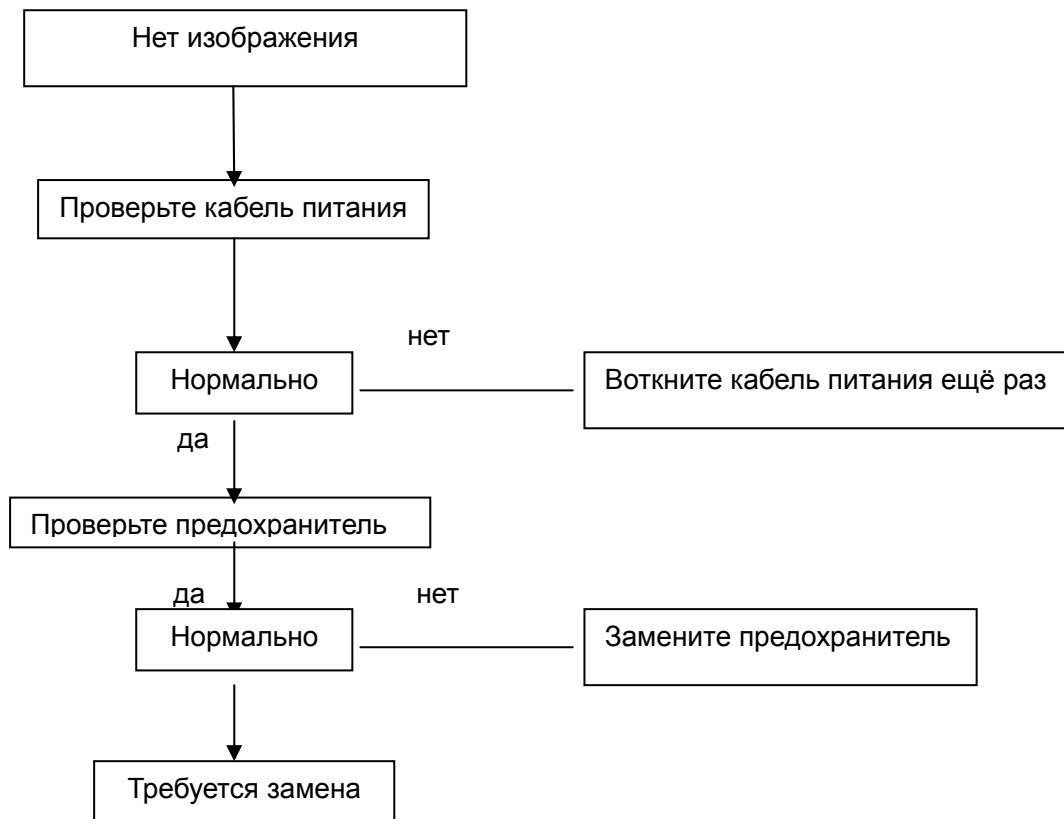 Нет изображения
Проверьте кабель питания
нет
Нормально
Воткните кабель питания ещё раз
да
Проверьте предохранитель
да
нет
Нормально
Замените предохранитель
Требуется замена